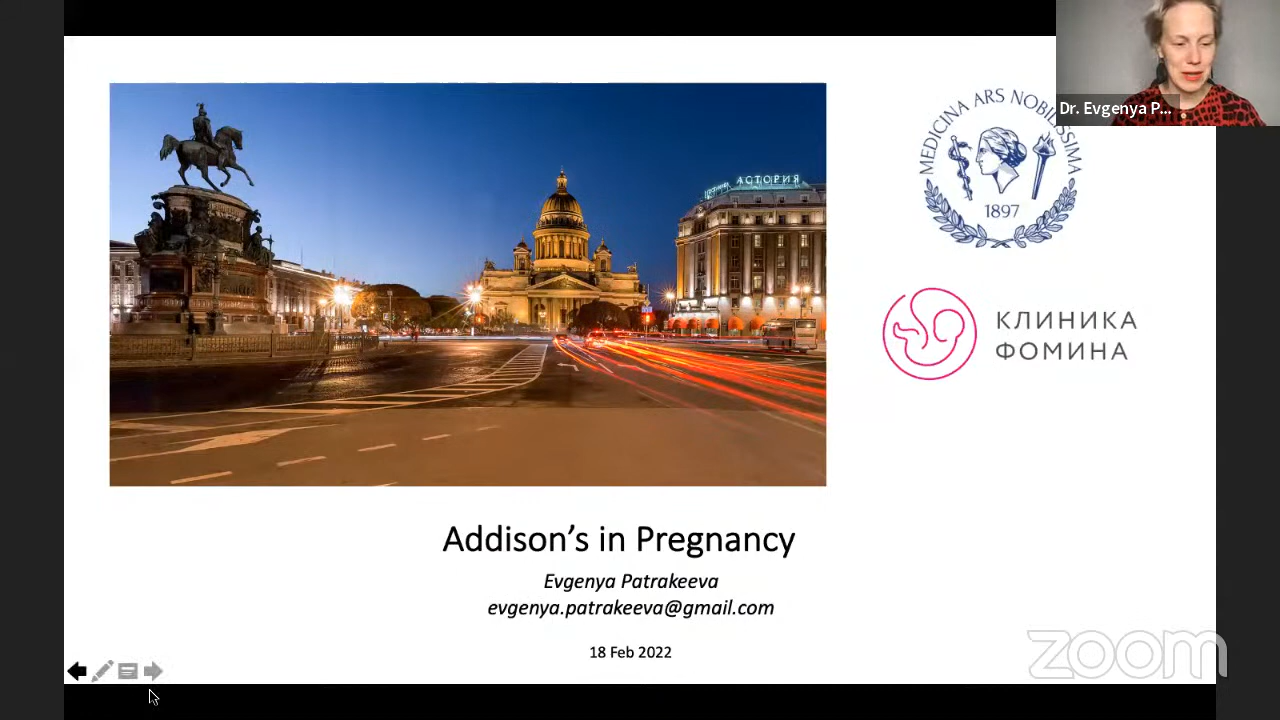 Dr. Evgenya P...
MEDICINA ARS NOBILISSIMA
1897
АСТОРИЯ
КЛИНИКА
ФОМИНА
Addison's in Pregnancy
Evgenya Patrakeeva
evgenya.patrakeeva@gmail.com
18 Feb 2022
zoom